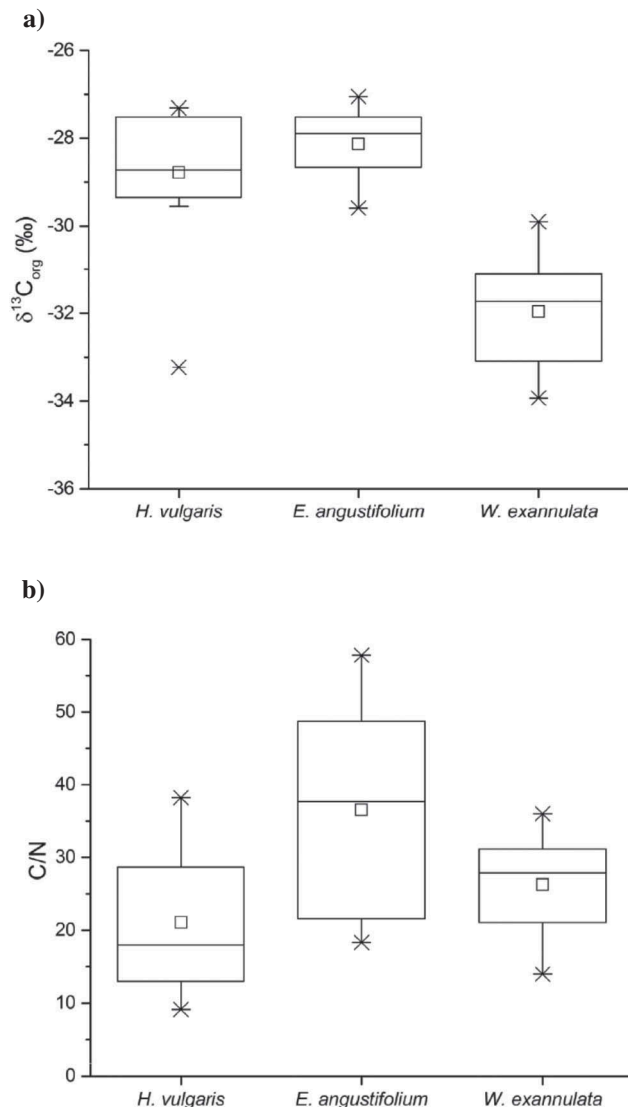 a)
-26
-28
-30
-32
-34
-36
δ¹³C_org (‰)
H. vulgaris E. angustifolium W. exannulata
b)
60
50
40
30
20
10
0
C/N
H. vulgaris E. angustifolium W. exannulata